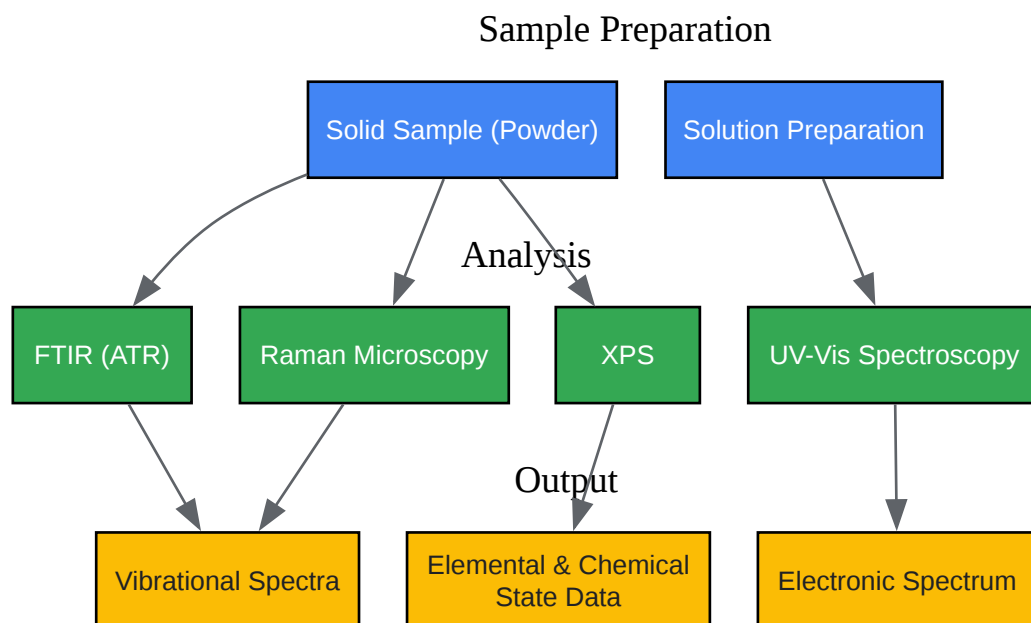 Sample Preparation
Solid Sample (Powder)
Solution Preparation
Analysis
FTIR (ATR)
Raman Microscopy
XPS
UV-Vis Spectroscopy
Output
Vibrational Spectra
Elemental & Chemical
State Data
Electronic Spectrum